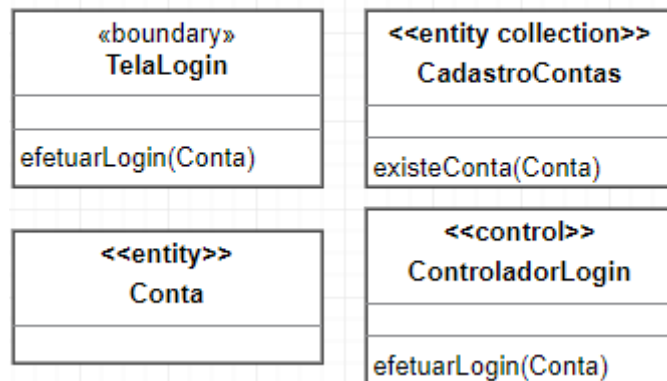 «boundary»
TelaLogin
efetuarLogin(Conta)
<<entity collection>>
CadastroContas
existeConta(Conta)
<<entity>>
Conta
<<control>>
ControladorLogin
efetuarLogin(Conta)